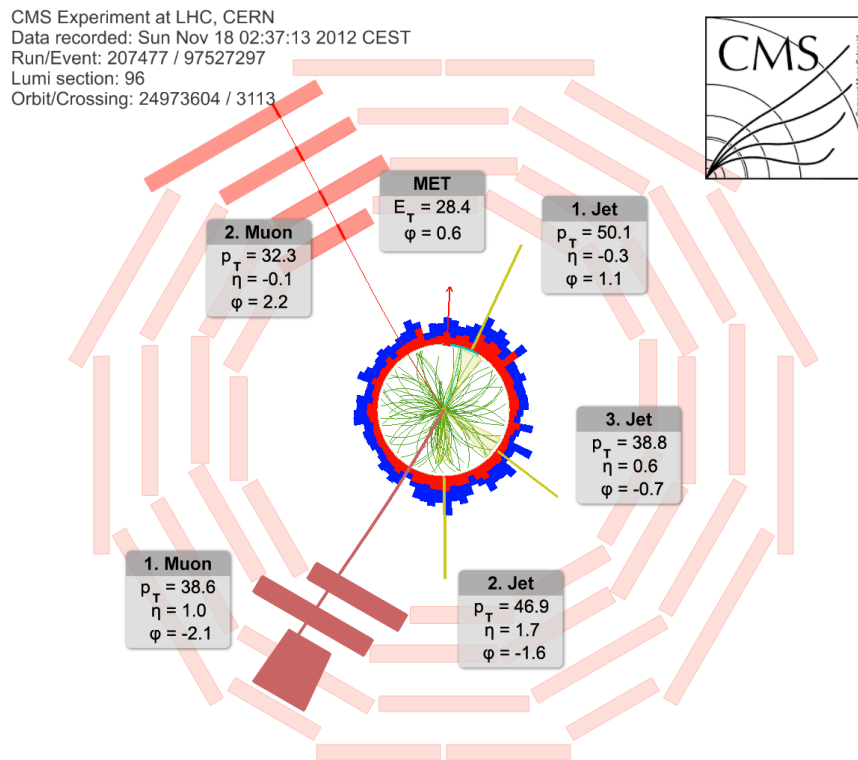 CMS Experiment at LHC, CERN
Data recorded: Sun Nov 18 02:37:13 2012 CEST
Run/Event: 207477 / 97527297
Lumi section: 96
Orbit/Crossing: 24973604 / 3113
CMS
MET
E_T = 28.4
φ = 0.6
1. Jet
p_T = 50.1
η = -0.3
φ = 1.1
2. Muon
p_T = 32.3
η = -0.1
φ = 2.2
3. Jet
p_T = 38.8
η = 0.6
φ = -0.7
1. Muon
p_T = 38.6
η = 1.0
φ = -2.1
2. Jet
p_T = 46.9
η = 1.7
φ = -1.6